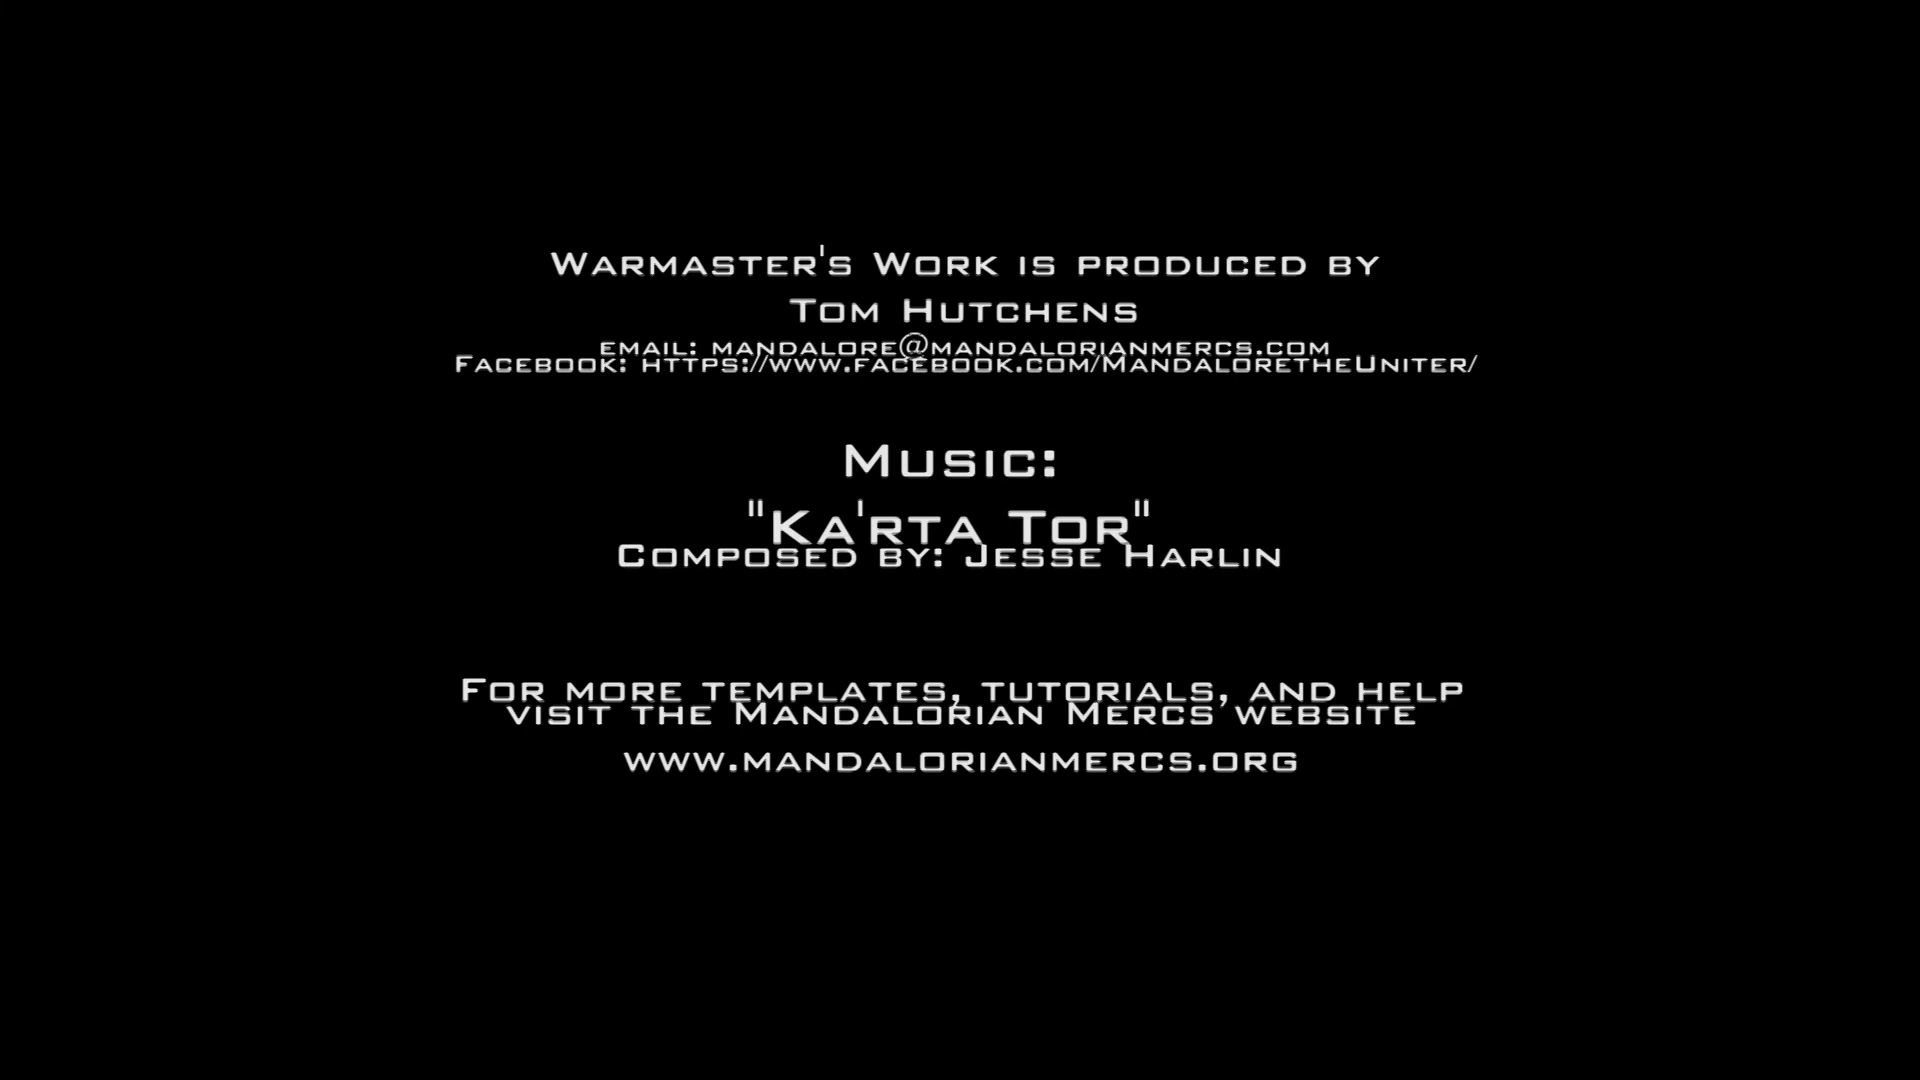 Warmaster's Work is produced by
Tom Hutchens
email: mandalore@mandalorianmercs.com
Facebook: https://www.facebook.com/MandaloretheUniter/
Music:
"Ka'rta Tor"
Composed by: Jesse Harlin
For more templates, tutorials, and help
visit the Mandalorian Mercs website
www.mandalorianmercs.org